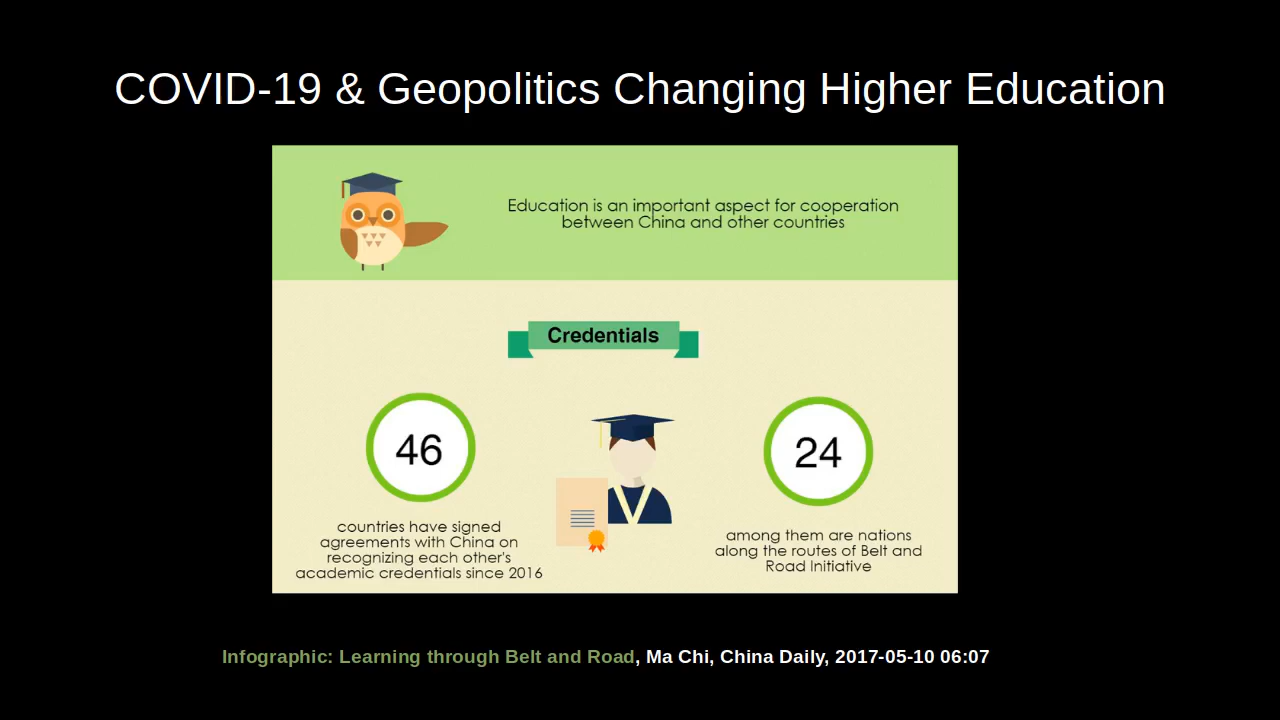 COVID-19 & Geopolitics Changing Higher Education
Education is an important aspect for cooperation
between China and other countries
Credentials
46
countries have signed
agreements with China on
recognizing each other's
academic credentials since 2016
24
among them are nations
along the routes of Belt and
Road Initiative
Infographic: Learning through Belt and Road, Ma Chi, China Daily, 2017-05-10 06:07